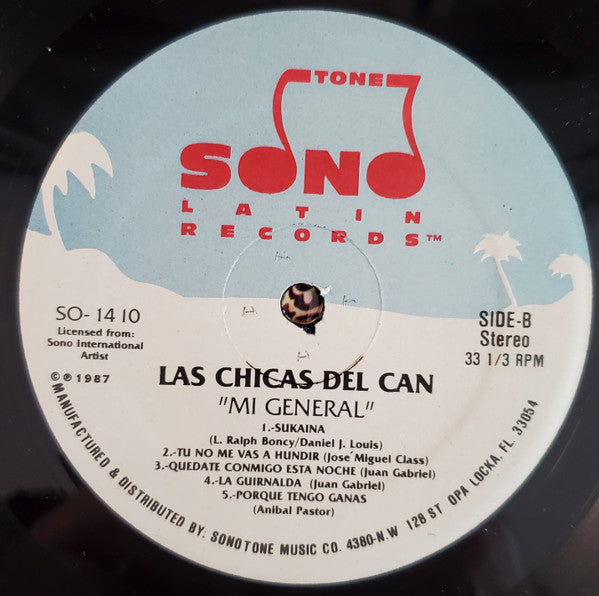 TONE
SONO
LATIN
RECORDS™
SO-1410
Licensed from:
Sono International
Artist
SIDE-B
Stereo
33 1/3 RPM
©℗1987
LAS CHICAS DEL CAN
"MI GENERAL"
1.-SUKAINA
(L. Ralph Boncy/Daniel J. Louis)
2.-TU NO ME VAS A HUNDIR (José Miguel Class)
3.-QUEDATE CONMIGO ESTA NOCHE (Juan Gabriel)
4.-LA GUIRNALDA (Juan Gabriel)
5.-PORQUE TENGO GANAS
(Anibal Pastor)
MANUFACTURED & DISTRIBUTED BY: SONOTONE MUSIC CO. 4380-N.W 128 ST OPA LOCKA, FL. 33054